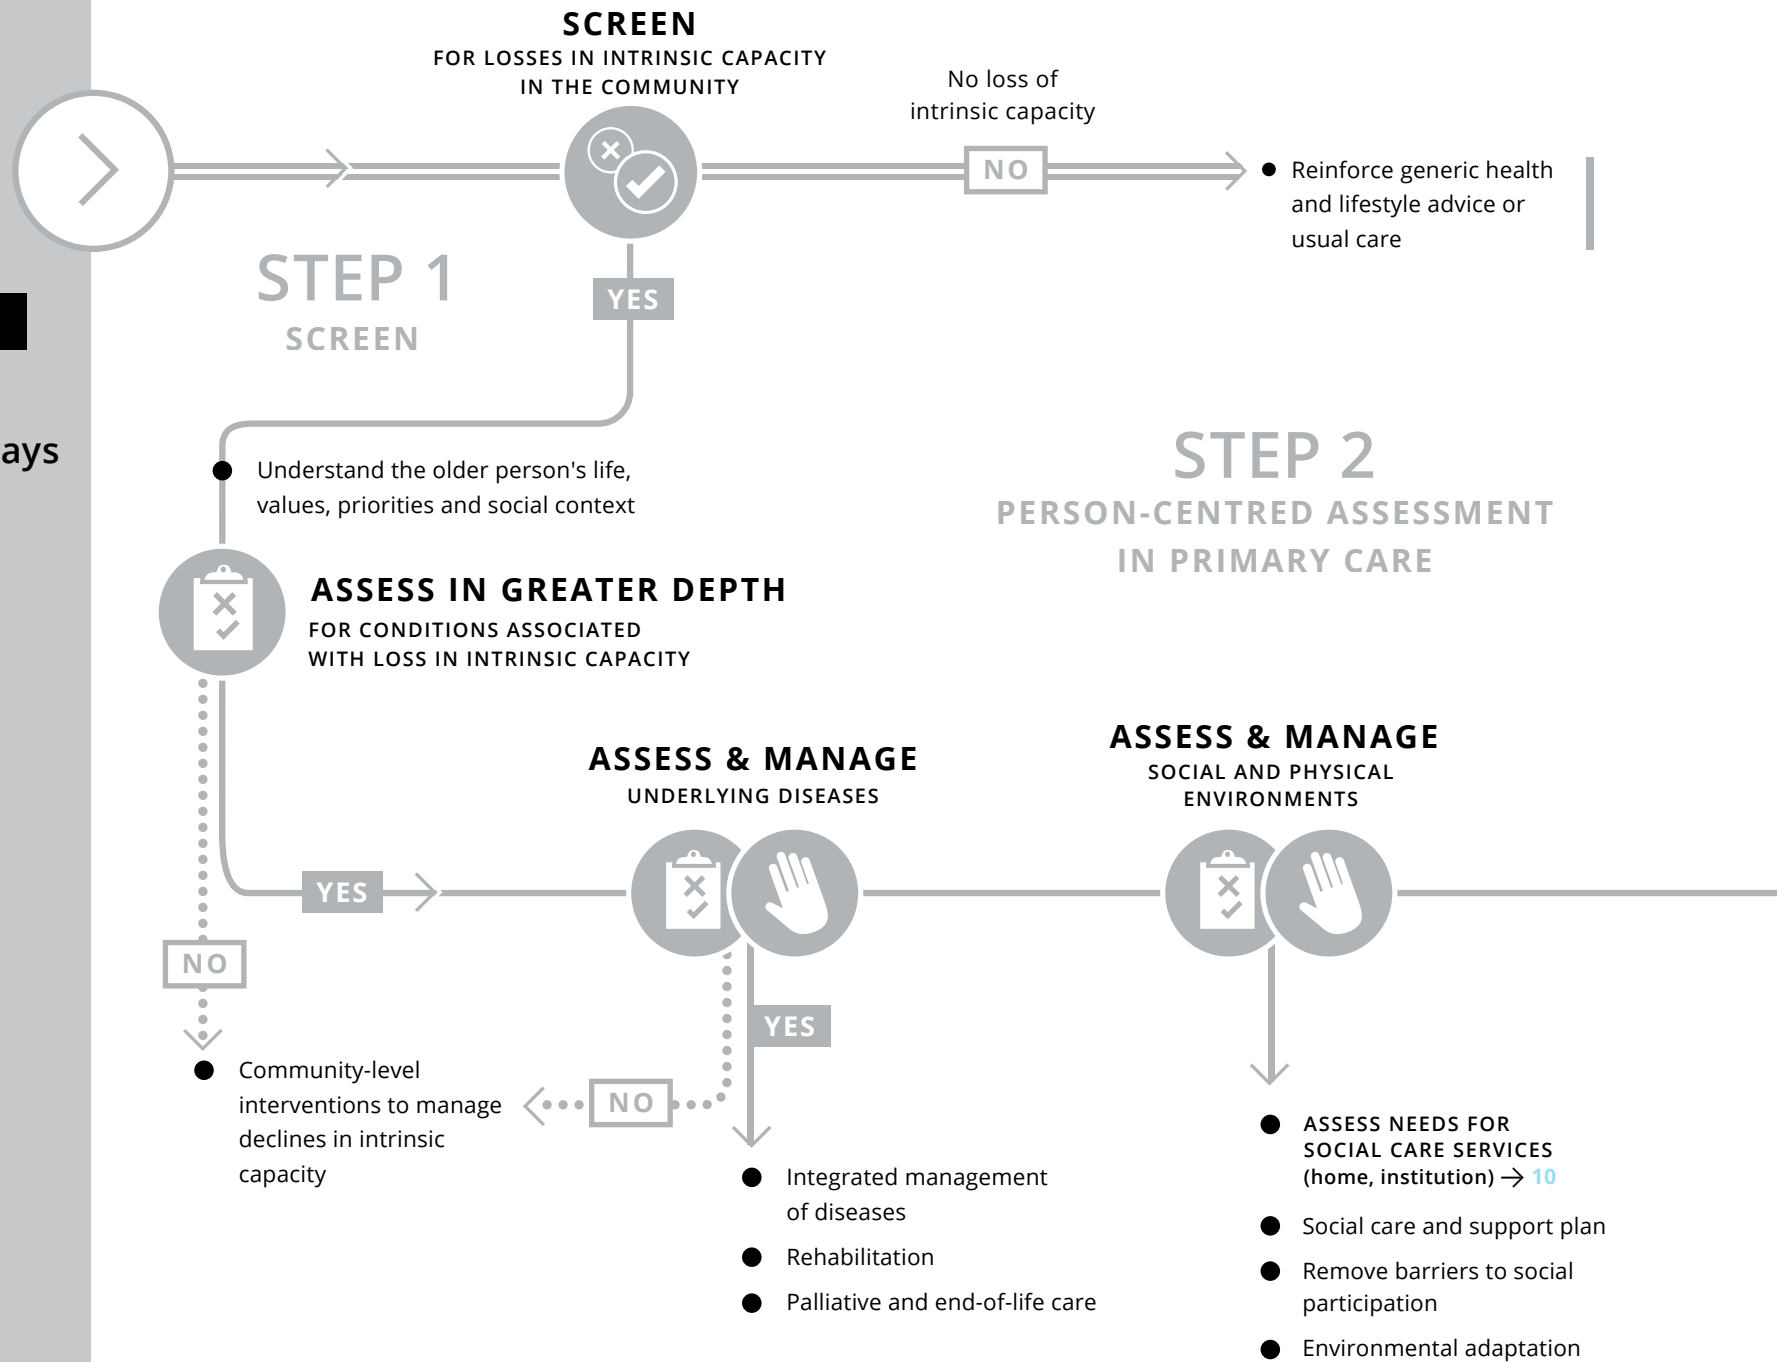 SCREEN
FOR LOSSES IN INTRINSIC CAPACITY
IN THE COMMUNITY
No loss of
intrinsic capacity
NO
Reinforce generic health
and lifestyle advice or
usual care
STEP 1
SCREEN
YES
ays
Understand the older person's life,
values, priorities and social context
STEP 2
PERSON-CENTRED ASSESSMENT
IN PRIMARY CARE
ASSESS IN GREATER DEPTH
FOR CONDITIONS ASSOCIATED
WITH LOSS IN INTRINSIC CAPACITY
ASSESS & MANAGE
UNDERLYING DISEASES
ASSESS & MANAGE
SOCIAL AND PHYSICAL
ENVIRONMENTS
YES
NO
YES
NO
Community-level
interventions to manage
declines in intrinsic
capacity
Integrated management
of diseases
Rehabilitation
Palliative and end-of-life care
ASSESS NEEDS FOR
SOCIAL CARE SERVICES
(home, institution) → 10
Social care and support plan
Remove barriers to social
participation
Environmental adaptation